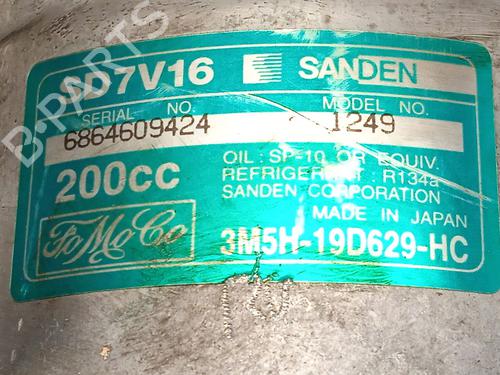 SD7V16 SANDEN
SERIAL NO. MODEL NO.
6864609424 1249
200CC
OIL : SP-10 OR EQUIV.
REFRIGERENT : R134a
SANDEN CORPORATION
MADE IN JAPAN
FoMoCo 3M5H-19D629-HC
B-PARTS